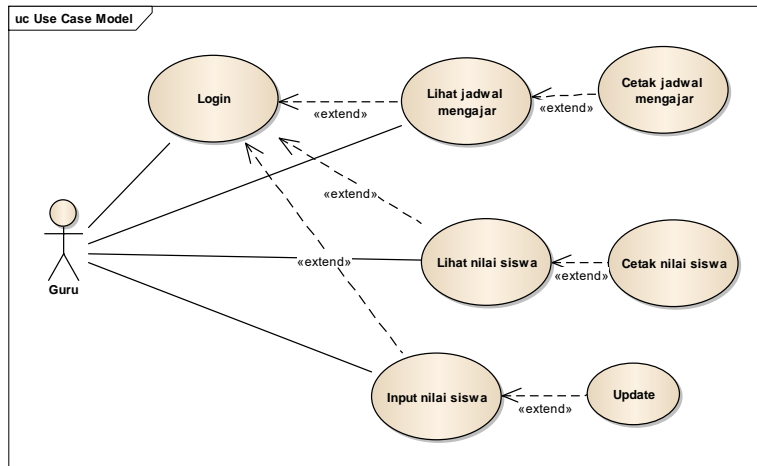 uc Use Case Model
Login
Lihat jadwal
mengajar
Cetak jadwal
mengajar
«extend»
«extend»
«extend»
Guru
Lihat nilai siswa
Cetak nilai siswa
«extend»
«extend»
Input nilai siswa
Update
«extend»